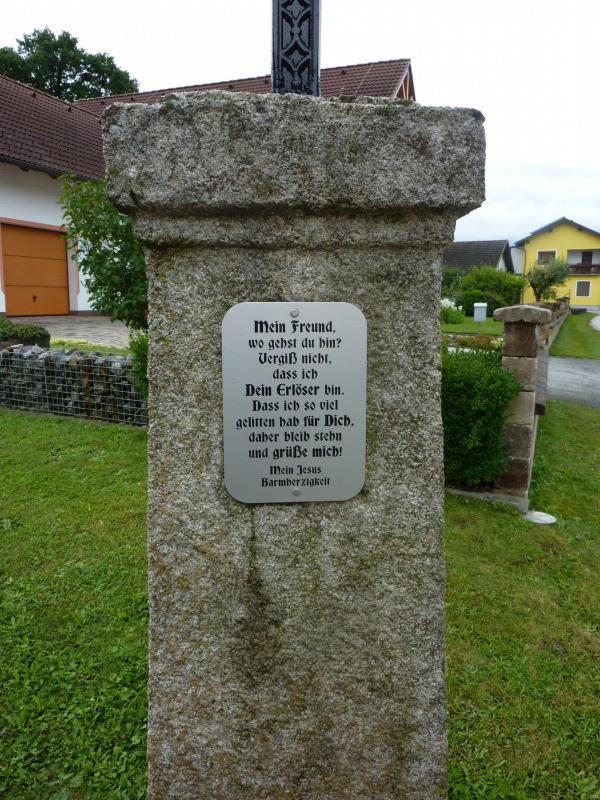 Mein Freund,
wo gehst du hin?
Vergiß nicht,
dass ich
Dein Erlöser bin.
Dass ich so viel
gelitten hab für Dich,
daher bleib stehn
und grüße mich!
Mein Jesus
Barmherzigkeit